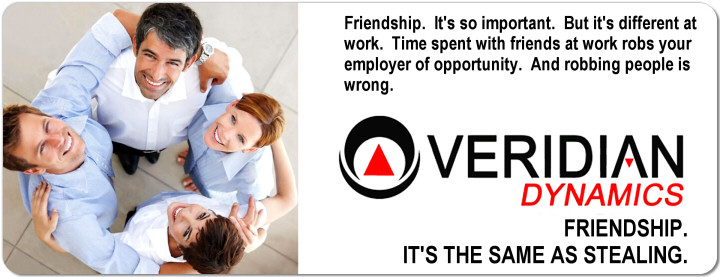 Friendship.  It's so important.  But it's different at
work.  Time spent with friends at work robs your
employer of opportunity.  And robbing people is
wrong.
VERIDIAN
DYNAMICS
FRIENDSHIP.
IT'S THE SAME AS STEALING.